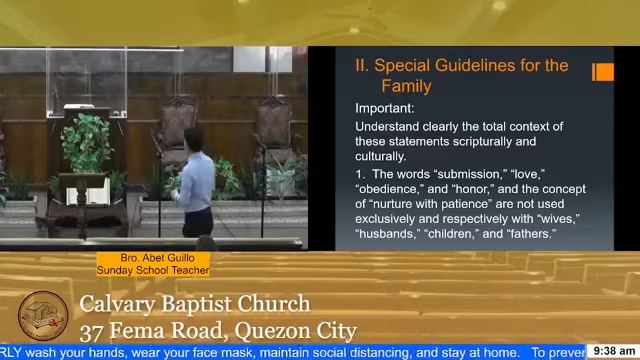 II. Special Guidelines for the
Family
Important:
Understand clearly the total context of
these statements scripturally and
culturally.
1. The words “submission,” “love,”
“obedience,” and “honor,” and the concept
of “nurture with patience” are not used
exclusively and respectively with “wives,”
“husbands,” “children,” and “fathers.”
Bro. Abet Guillo
Sunday School Teacher
Calvary Baptist Church
37 Fema Road, Quezon City
RLY wash your hands, wear your face mask, maintain social distancing, and stay at home. To prever
9:38 am